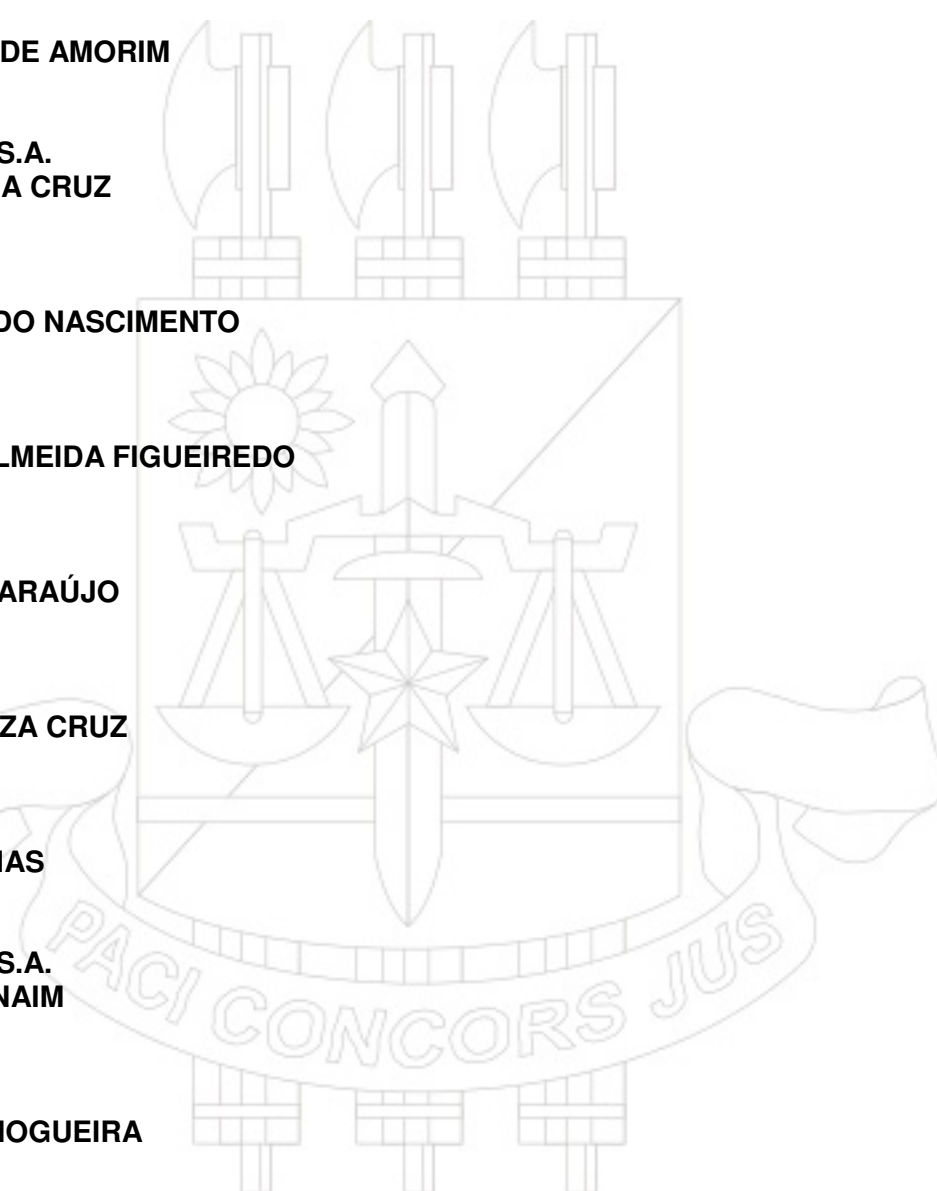 DE AMORIM
S.A.
A CRUZ
DO NASCIMENTO
LMEIDA FIGUEIREDO
ARAÚJO
ZA CRUZ
IAS
S.A.
NAIM
NOGUEIRA
PACI CONCORS JUS